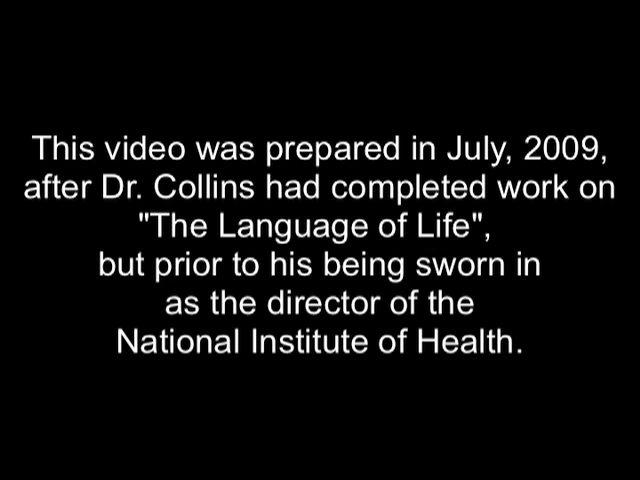 This video was prepared in July, 2009,
after Dr. Collins had completed work on
"The Language of Life",
but prior to his being sworn in
as the director of the
National Institute of Health.